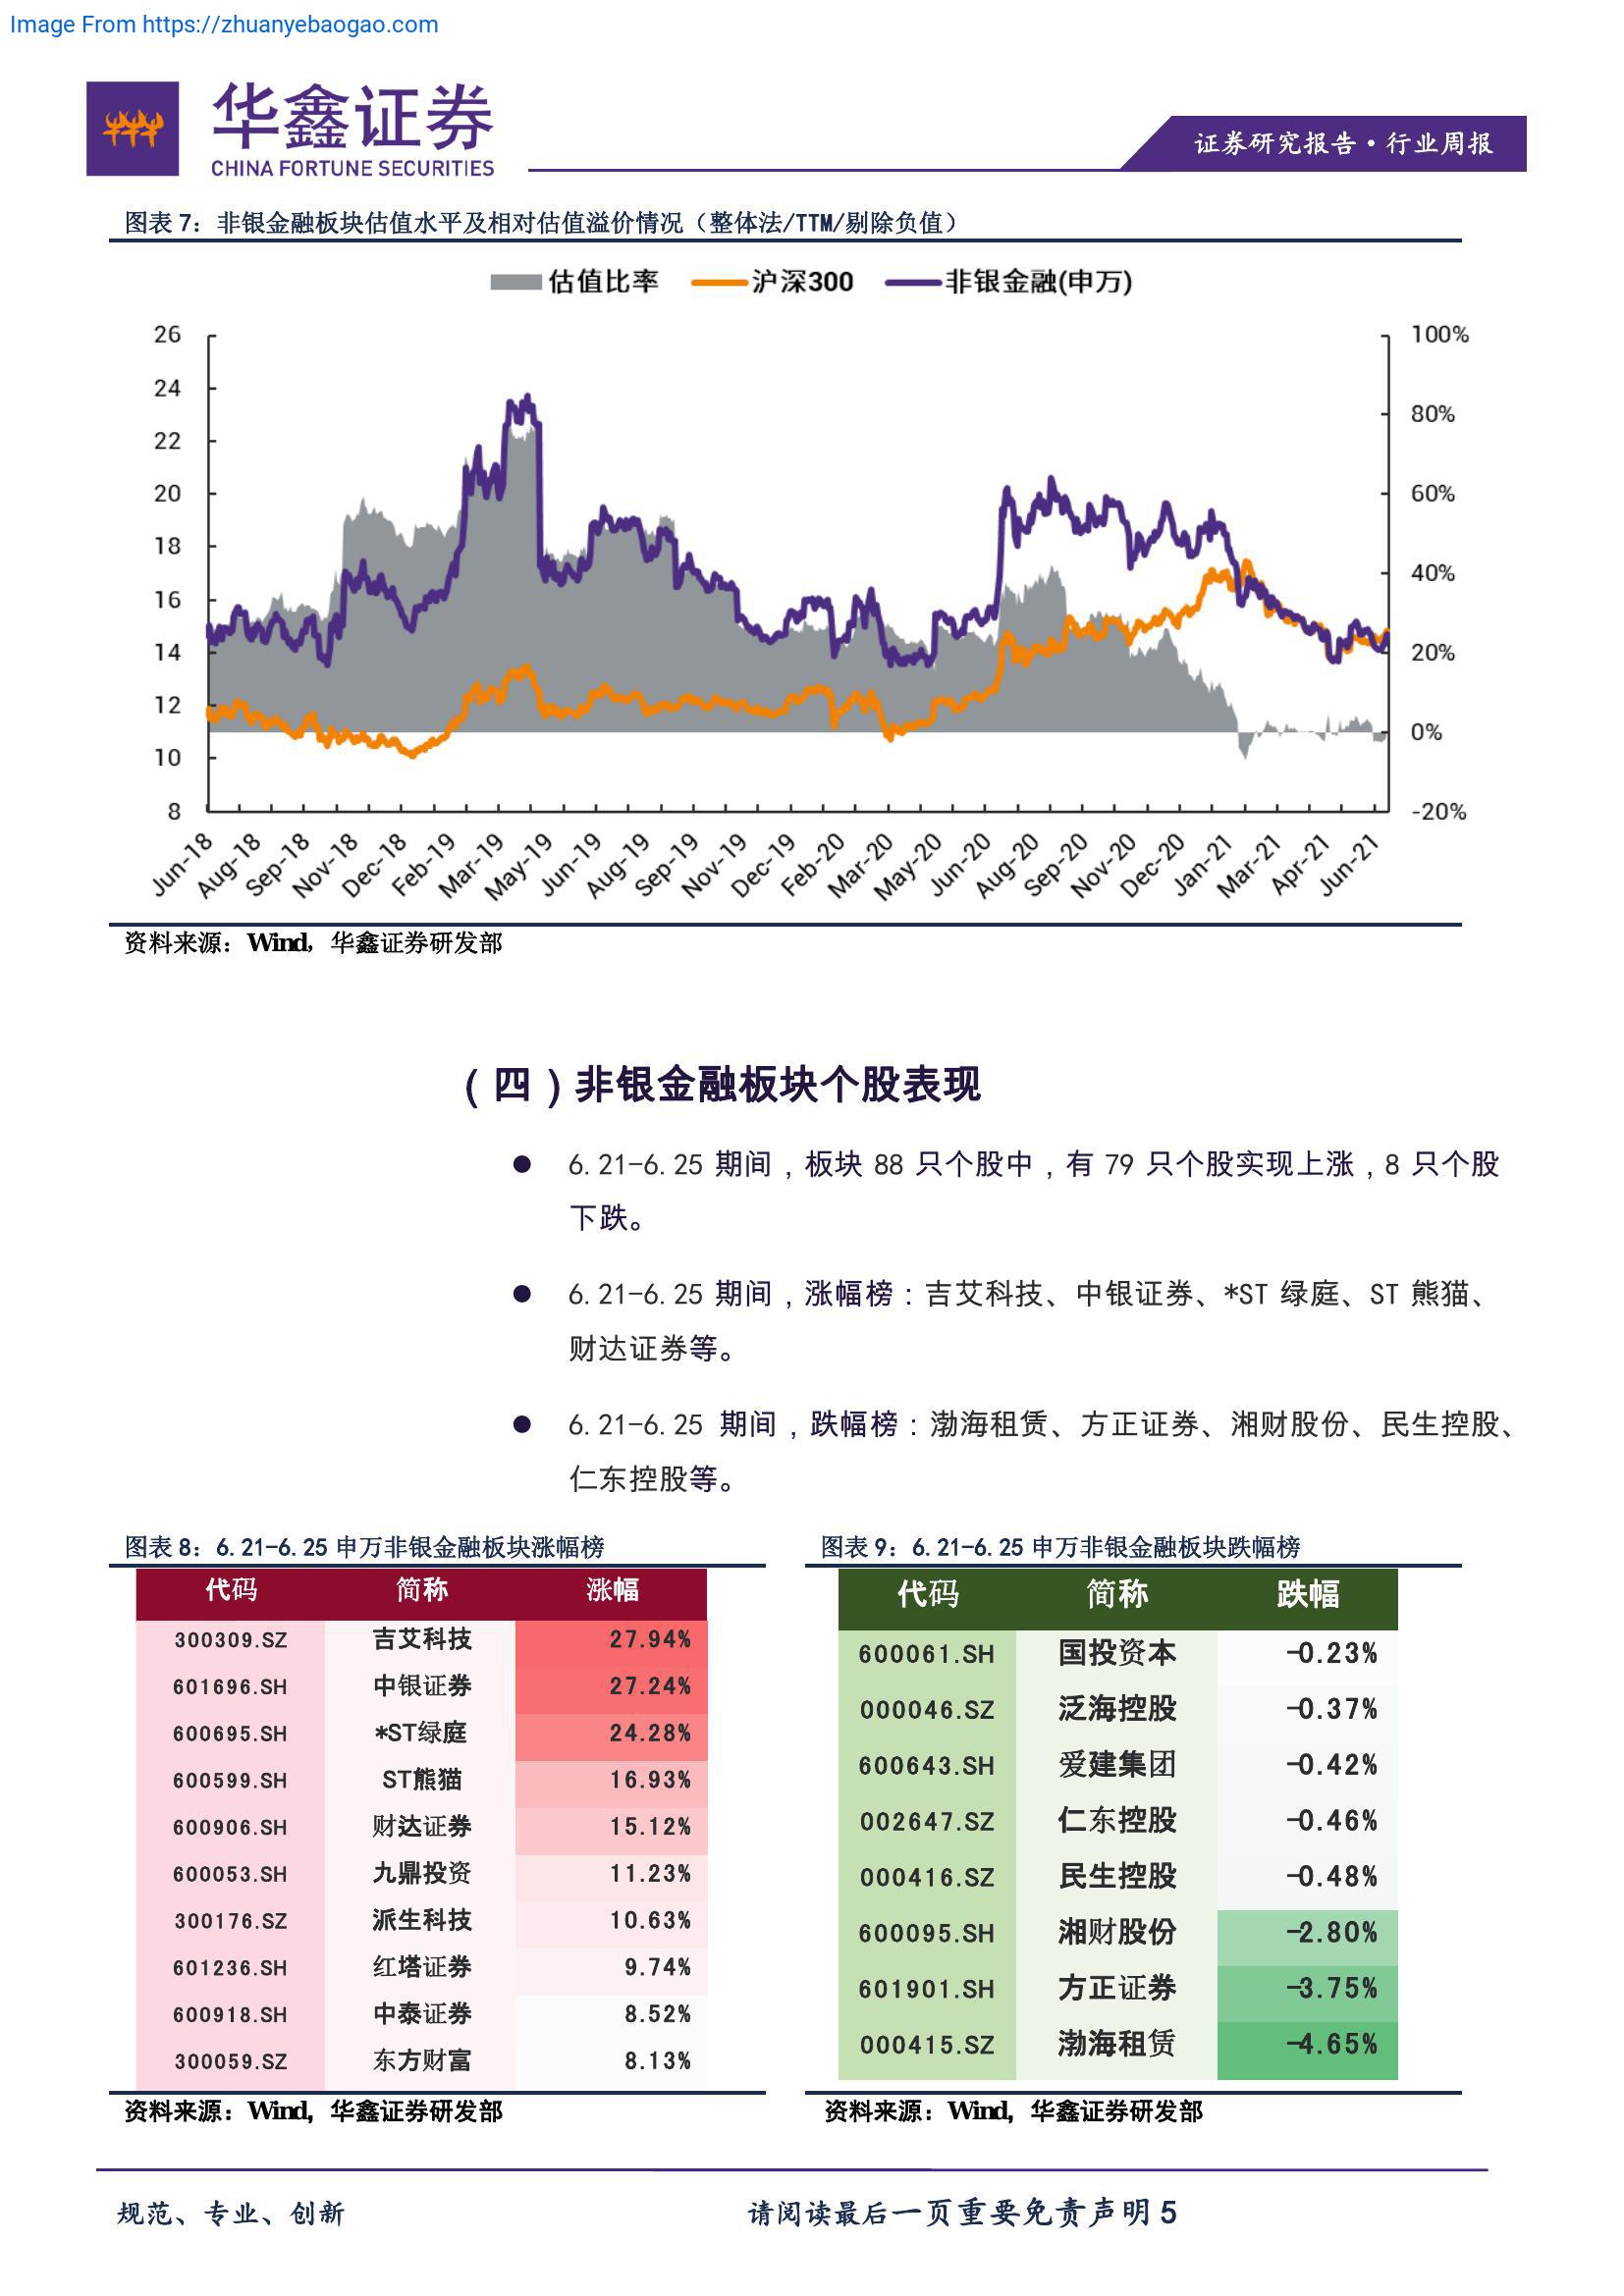 Image From https://zhuanyebaogao.com
华鑫证券
CHINA FORTUNE SECURITIES
证券研究报告·行业周报
图表 7：非银金融板块估值水平及相对估值溢价情况（整体法/TTM/剔除负值）
估值比率 沪深300 非银金融(申万)
26 100%
24
80%
22
20 60%
18
40%
16
14 20%
12
0%
10
8 -20%
Jun-18 Aug-18 Sep-18 Nov-18 Dec-18 Feb-19 Mar-19 May-19 Jun-19 Aug-19 Sep-19 Nov-19 Dec-19 Feb-20 Mar-20 May-20 Jun-20 Aug-20 Sep-20 Nov-20 Dec-20 Jan-21 Mar-21 Apr-21 Jun-21
资料来源：Wind，华鑫证券研发部
（四）非银金融板块个股表现
● 6.21-6.25 期间，板块 88 只个股中，有 79 只个股实现上涨，8 只个股
下跌。
● 6.21-6.25 期间，涨幅榜：吉艾科技、中银证券、*ST 绿庭、ST 熊猫、
财达证券等。
● 6.21-6.25 期间，跌幅榜：渤海租赁、方正证券、湘财股份、民生控股、
仁东控股等。
图表 8：6.21-6.25 申万非银金融板块涨幅榜
代码 简称 涨幅
300309.SZ 吉艾科技 27.94%
601696.SH 中银证券 27.24%
600695.SH *ST绿庭 24.28%
600599.SH ST熊猫 16.93%
600906.SH 财达证券 15.12%
600053.SH 九鼎投资 11.23%
300176.SZ 派生科技 10.63%
601236.SH 红塔证券 9.74%
600918.SH 中泰证券 8.52%
300059.SZ 东方财富 8.13%
资料来源：Wind，华鑫证券研发部
图表 9：6.21-6.25 申万非银金融板块跌幅榜
代码 简称 跌幅
600061.SH 国投资本 -0.23%
000046.SZ 泛海控股 -0.37%
600643.SH 爱建集团 -0.42%
002647.SZ 仁东控股 -0.46%
000416.SZ 民生控股 -0.48%
600095.SH 湘财股份 -2.80%
601901.SH 方正证券 -3.75%
000415.SZ 渤海租赁 -4.65%
资料来源：Wind，华鑫证券研发部
规范、专业、创新
请阅读最后一页重要免责声明 5